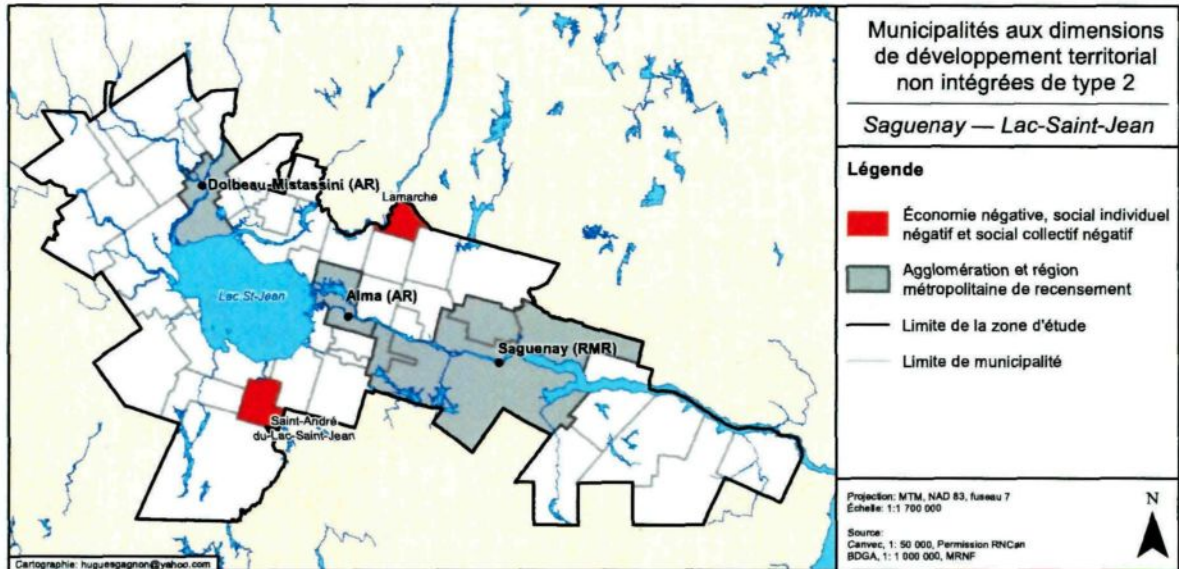 Municipalités aux dimensions
de développement territorial
non intégrées de type 2
Saguenay — Lac-Saint-Jean
Légende
Économie négative, social individuel
négatif et social collectif négatif
Agglomération et région
métropolitaine de recensement
Limite de la zone d'étude
Limite de municipalité
Projection: MTM, NAD 83, fuseau 7
Échelle: 1:1 700 000
Source:
Canvec, 1: 50 000, Permission RNCan
BDGA, 1: 1 000 000, MRNF
N
Dolbeau-Mistassini (AR)
Lamarche
Lac St-Jean
Alma (AR)
Saguenay (RMR)
Saint-André
du-Lac-Saint-Jean
Cartographie: huguesgagnon@yahoo.com